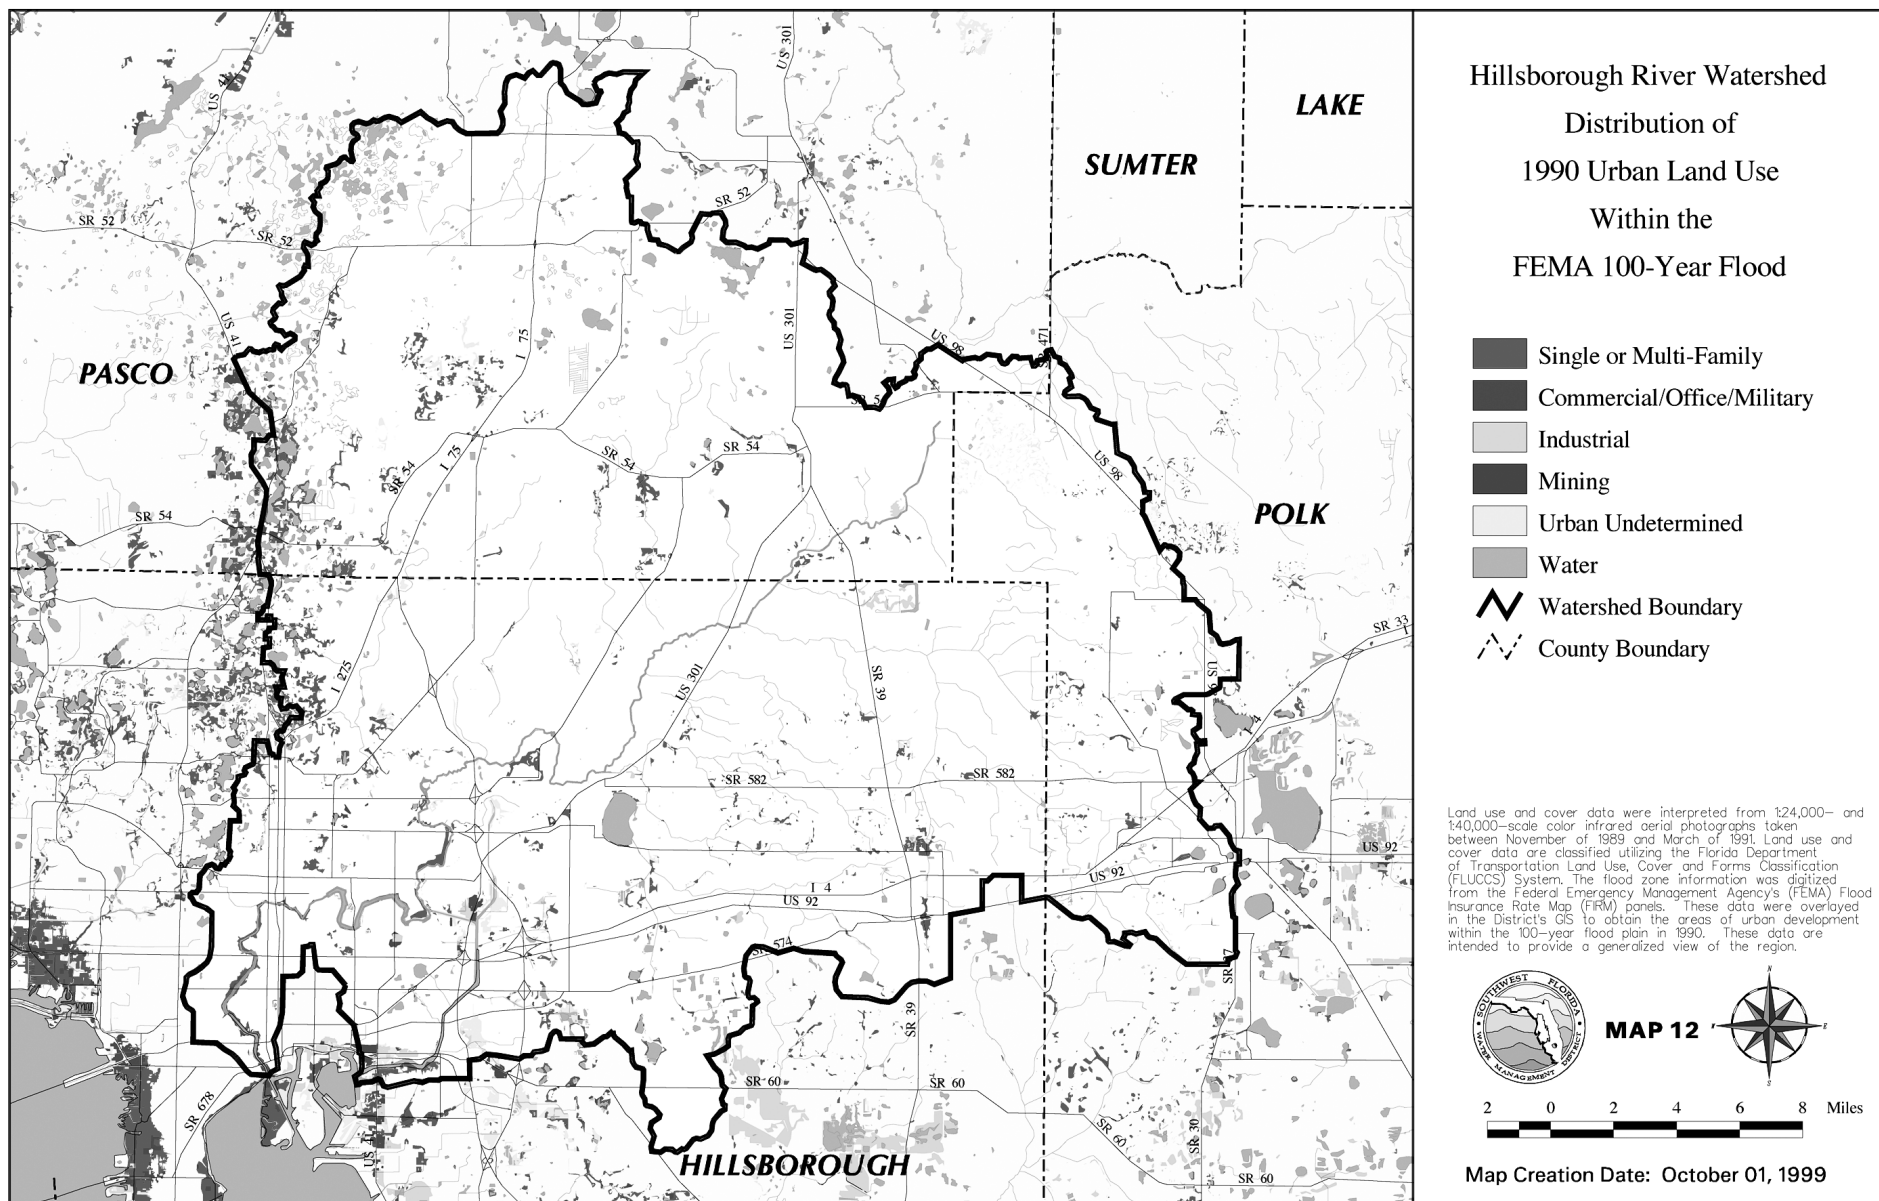 Hillsborough River Watershed
Distribution of
1990 Urban Land Use
Within the
FEMA 100-Year Flood
Single or Multi-Family
Commercial/Office/Military
Industrial
Mining
Urban Undetermined
Water
Watershed Boundary
County Boundary
Land use and cover data were interpreted from 1:24,000- and
1:40,000-scale color infrared aerial photographs taken
between November of 1989 and March of 1991. Land use and
cover data are classified utilizing the Florida Department
of Transportation Land Use, Cover and Forms Classification
(FLUCCS) System. The flood zone information was digitized
from the Federal Emergency Management Agency's (FEMA) Flood
Insurance Rate Map (FIRM) panels. These data were overlayed
in the District's GIS to obtain the areas of urban development
within the 100-year flood plain in 1990. These data are
intended to provide a generalized view of the region.
SOUTHWEST FLORIDA
WATER MANAGEMENT DISTRICT
MAP 12
N
E
S
2 0 2 4 6 8 Miles
Map Creation Date: October 01, 1999
LAKE
SUMTER
PASCO
POLK
HILLSBOROUGH
US 41
US 301
SR 52
SR 52
SR 52
US 41
I 75
US 301
US 98
471
SR 54
I 75
SR 54
SR 54
US 98
SR 54
SR 33
I 275
US 301
SR 39
I 4
SR 582
SR 582
US 92
US 92
I 4
US 92
574
SR 39
SR 60
SR 60
SR 678
SR 60
SR 30
SR 60